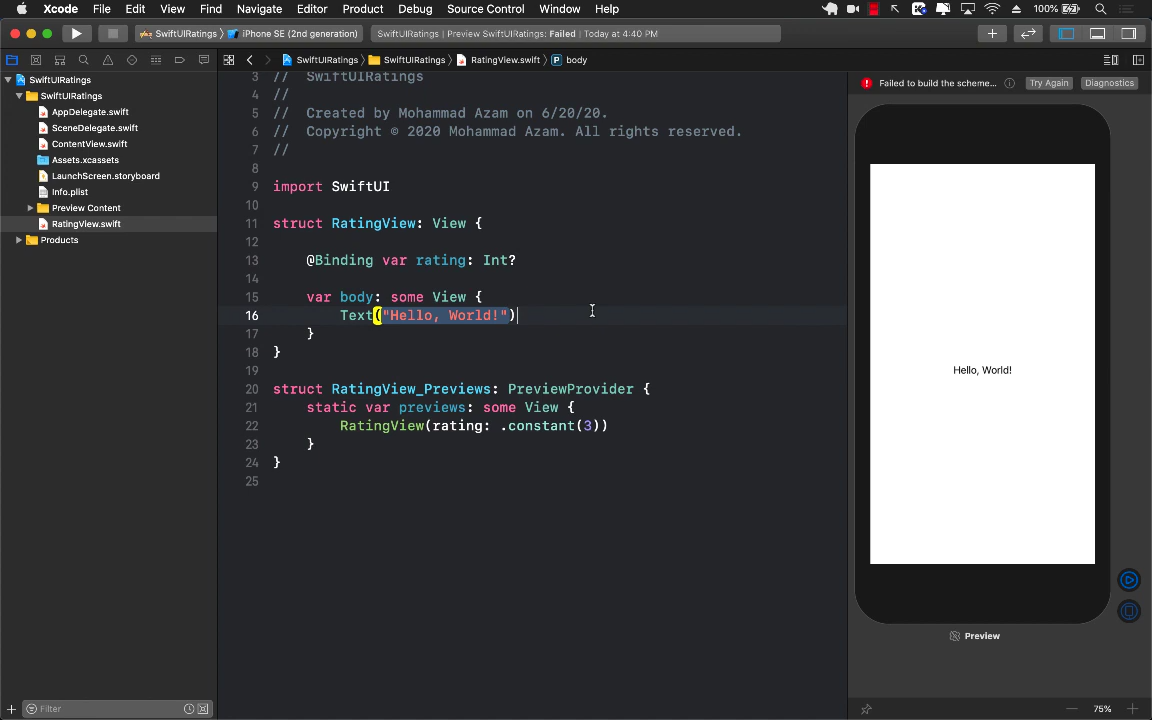 Xcode File Edit View Find Navigate Editor Product Debug Source Control Window Help 100%
SwiftUIRatings iPhone SE (2nd generation) SwiftUIRatings | Preview SwiftUIRatings: Failed | Today at 4:40 PM
SwiftUIRatings SwiftUIRatings RatingView.swift P body
SwiftUIRatings
SwiftUIRatings
AppDelegate.swift
SceneDelegate.swift
ContentView.swift
Assets.xcassets
LaunchScreen.storyboard
Info.plist
Preview Content
RatingView.swift
Products
Filter
3 // SwiftUIRatings
4 //
5 // Created by Mohammad Azam on 6/20/20.
6 // Copyright © 2020 Mohammad Azam. All rights reserved.
7 //
8
9 import SwiftUI
10
11 struct RatingView: View {
12
13 @Binding var rating: Int?
14
15 var body: some View {
16 Text("Hello, World!")
17 }
18 }
19
20 struct RatingView_Previews: PreviewProvider {
21 static var previews: some View {
22 RatingView(rating: .constant(3))
23 }
24 }
25
Failed to build the scheme... Try Again Diagnostics
Hello, World!
Preview
75%